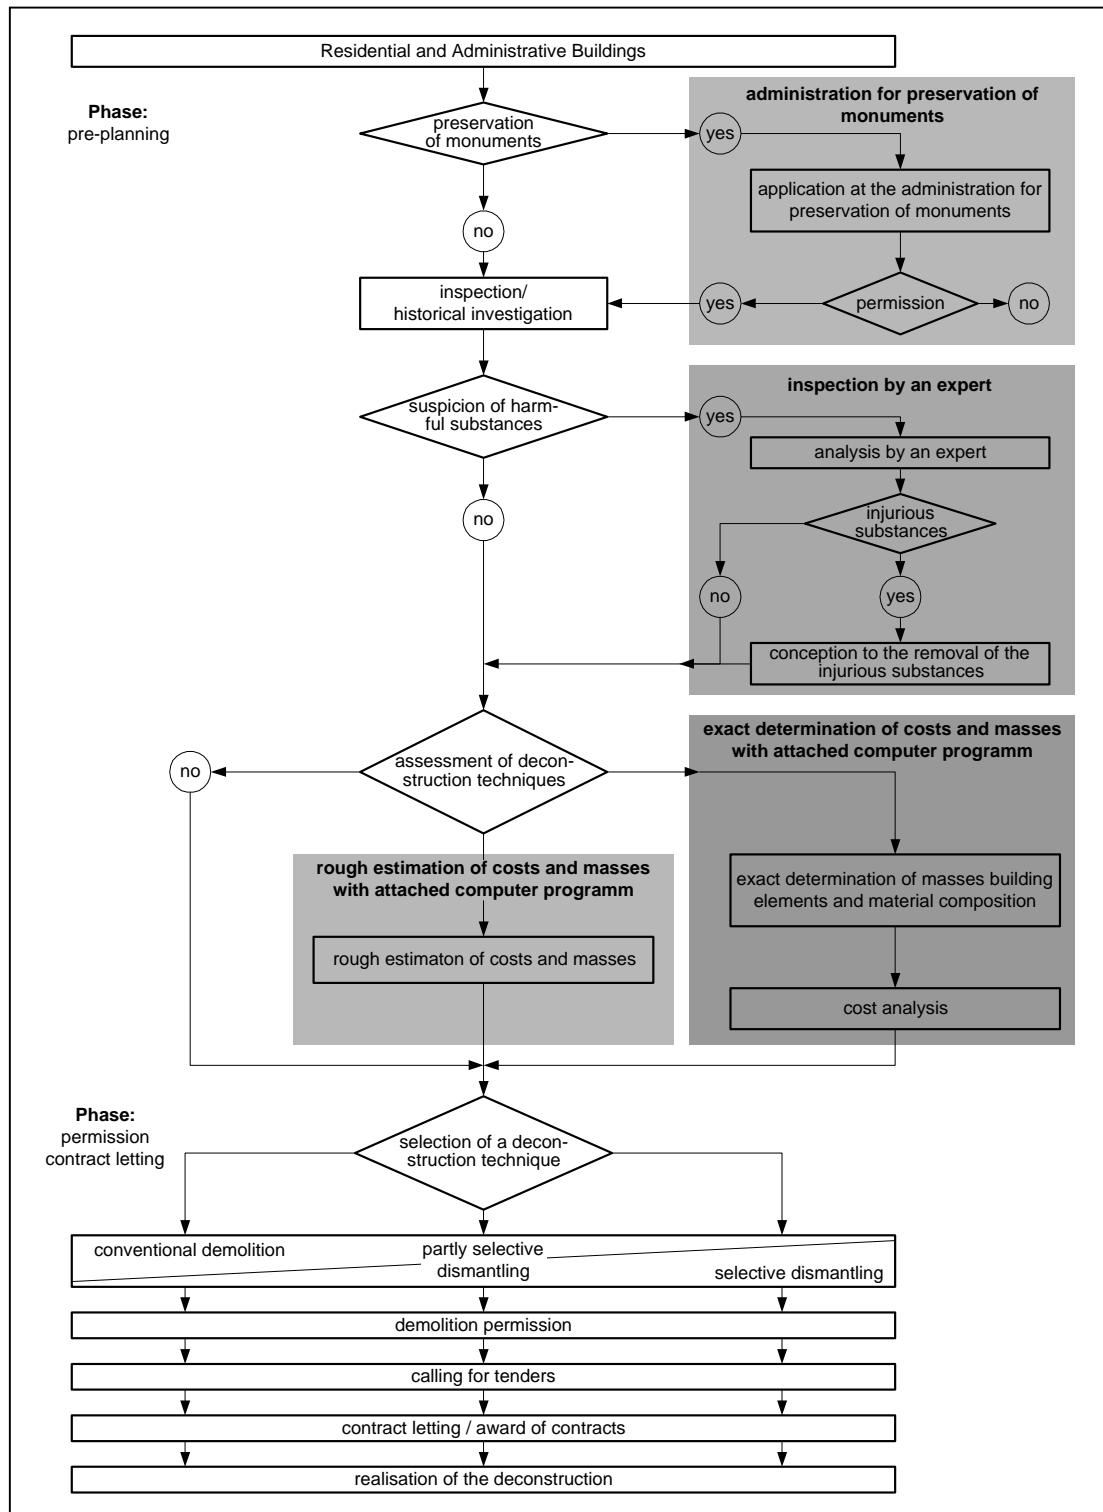 Residential and Administrative Buildings
Phase:
pre-planning
preservation
of monuments
yes
administration for preservation of
monuments
application at the administration for
preservation of monuments
no
inspection/
historical investigation
yes
permission
no
suspicion of harm-
ful substances
yes
inspection by an expert
analysis by an expert
no
injurious
substances
no
yes
conception to the removal of the
injurious substances
no
assessment of decon-
struction techniques
exact determination of costs and masses
with attached computer programm
rough estimation of costs and masses
with attached computer programm
exact determination of masses building
elements and material composition
rough estimaton of costs and masses
cost analysis
Phase:
permission
contract letting
selection of a decon-
struction technique
conventional demolition
partly selective
dismantling
selective dismantling
demolition permission
calling for tenders
contract letting / award of contracts
realisation of the deconstruction